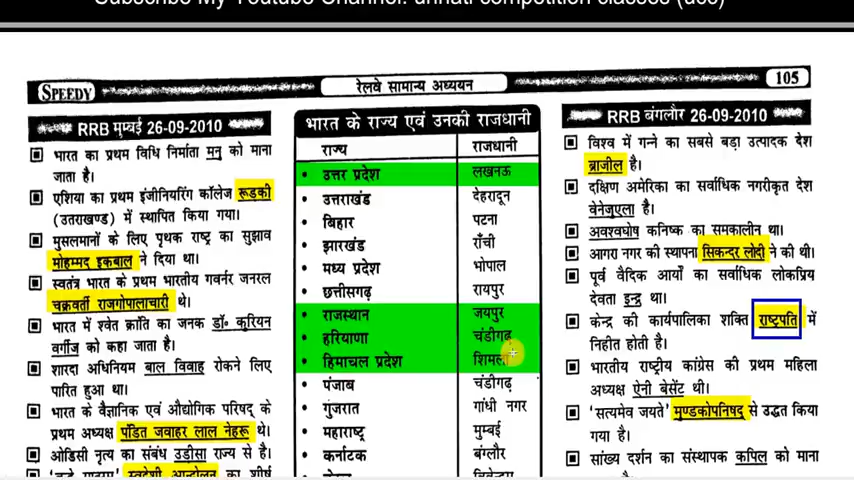 Subscribe My Youtube Channel: unnati competition classes (ucc)
SPEEDY
रेलवे सामान्य अध्ययन
105
RRB मुम्बई 26-09-2010
भारत का प्रथम विधि निर्माता मनु को माना
जाता है।
एशिया का प्रथम इंजीनियरिंग कॉलेज रूड़की
(उतराखण्ड) में स्थापित किया गया।
मुसलमानों के लिए पृथक राष्ट्र का सुझाव
मोहम्मद इकबाल ने दिया था।
स्वतंत्र भारत के प्रथम भारतीय गवर्नर जनरल
चक्रवर्ती राजगोपालाचारी थे।
भारत में श्वेत क्रांति का जनक डॉ० कुरियन
वर्गीज को कहा जाता है।
शारदा अधिनियम बाल विवाह रोकने लिए
पारित हुआ था।
भारत के वैज्ञानिक एवं औद्योगिक परिषद् के
प्रथम अध्यक्ष पंडित जवाहर लाल नेहरू थे।
ओडिसी नृत्य का संबंध उड़ीसा राज्य से है।
स्वदेशी आन्दोलन का शीर्ष
भारत के राज्य एवं उनकी राजधानी
राज्य राजधानी
• उत्तर प्रदेश लखनऊ
• उत्तराखंड देहरादून
• बिहार पटना
• झारखंड राँची
• मध्य प्रदेश भोपाल
• छत्तीसगढ़ रायपुर
• राजस्थान जयपुर
• हरियाणा चंडीगढ़
• हिमाचल प्रदेश शिमला
• पंजाब चंडीगढ़
• गुजरात गांधी नगर
• महाराष्ट्र मुम्बई
• कर्नाटक बंग्लौर
RRB बंगलौर 26-09-2010
विश्व में गन्ने का सबसे बड़ा उत्पादक देश
ब्राजील है।
दक्षिण अमेरिका का सर्वाधिक नगरीकृत देश
वेनेजुएला है।
अवश्वघोष कनिष्क का समकालीन था।
आगरा नगर की स्थापना सिकन्दर लोदी ने की थी।
पूर्व वैदिक आर्यों का सर्वाधिक लोकप्रिय
देवता इन्द्र था।
केन्द्र की कार्यपालिका शक्ति राष्ट्रपति में
निहीत होती है।
भारतीय राष्ट्रीय कांग्रेस की प्रथम महिला
अध्यक्ष ऐनी बेसेंट थी।
'सत्यमेव जयते' मुण्डकोपनिषद् से उद्धत किया
गया है।
सांख्य दर्शन का संस्थापक कपिल को माना